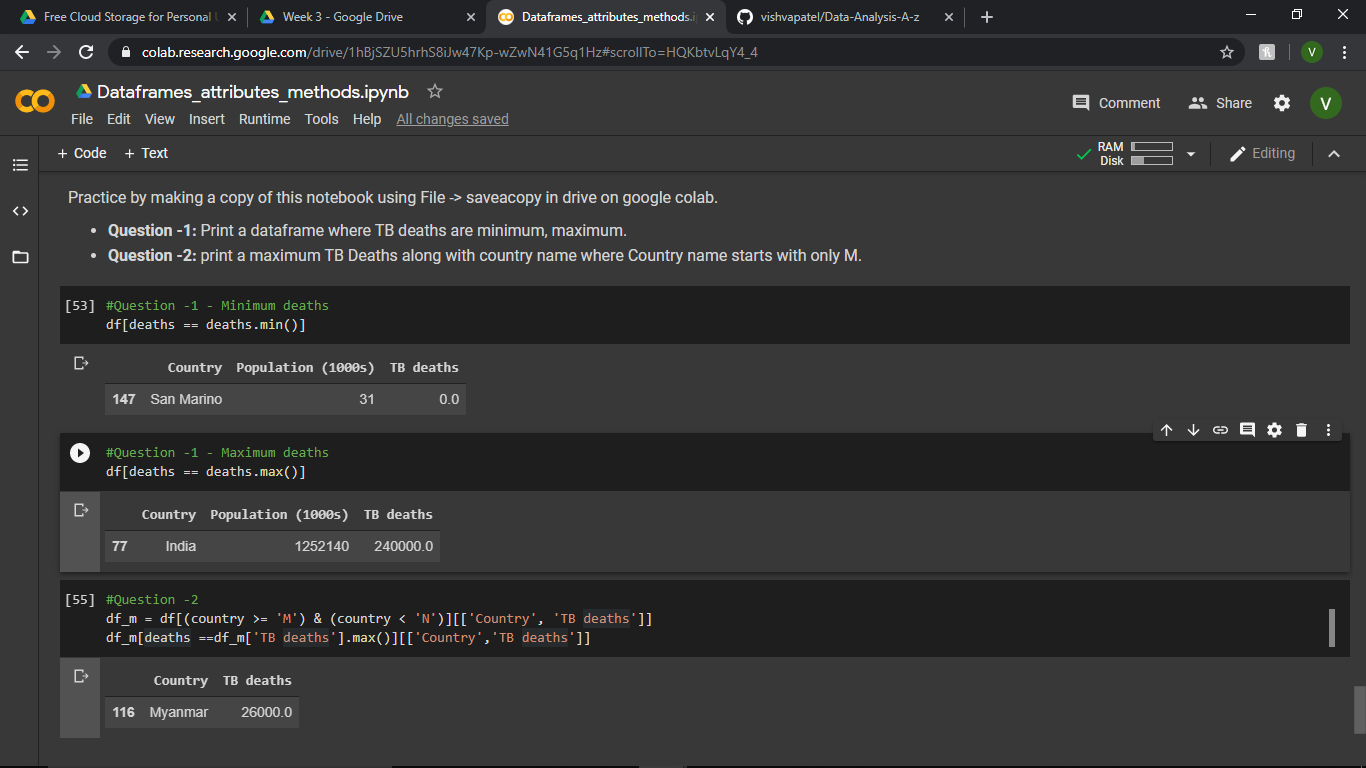 Free Cloud Storage for Personal
Week 3 - Google Drive
Dataframes_attributes_methods.i
vishvapatel/Data-Analysis-A-z
colab.research.google.com/drive/1hBjSZU5hrhS8iJw47Kp-wZwN41G5q1Hz#scrollTo=HQKbtvLqY4_4
V
Dataframes_attributes_methods.ipynb
Comment
Share
V
File Edit View Insert Runtime Tools Help All changes saved
+ Code + Text
RAM
Disk
Editing
Practice by making a copy of this notebook using File -> saveacopy in drive on google colab.
• Question -1: Print a dataframe where TB deaths are minimum, maximum.
• Question -2: print a maximum TB Deaths along with country name where Country name starts with only M.
[53] #Question -1 - Minimum deaths
df[deaths == deaths.min()]
Country Population (1000s) TB deaths
147 San Marino 31 0.0
#Question -1 - Maximum deaths
df[deaths == deaths.max()]
Country Population (1000s) TB deaths
77 India 1252140 240000.0
[55] #Question -2
df_m = df[(country >= 'M') & (country < 'N')][['Country', 'TB deaths']]
df_m[deaths ==df_m['TB deaths'].max()][['Country','TB deaths']]
Country TB deaths
116 Myanmar 26000.0